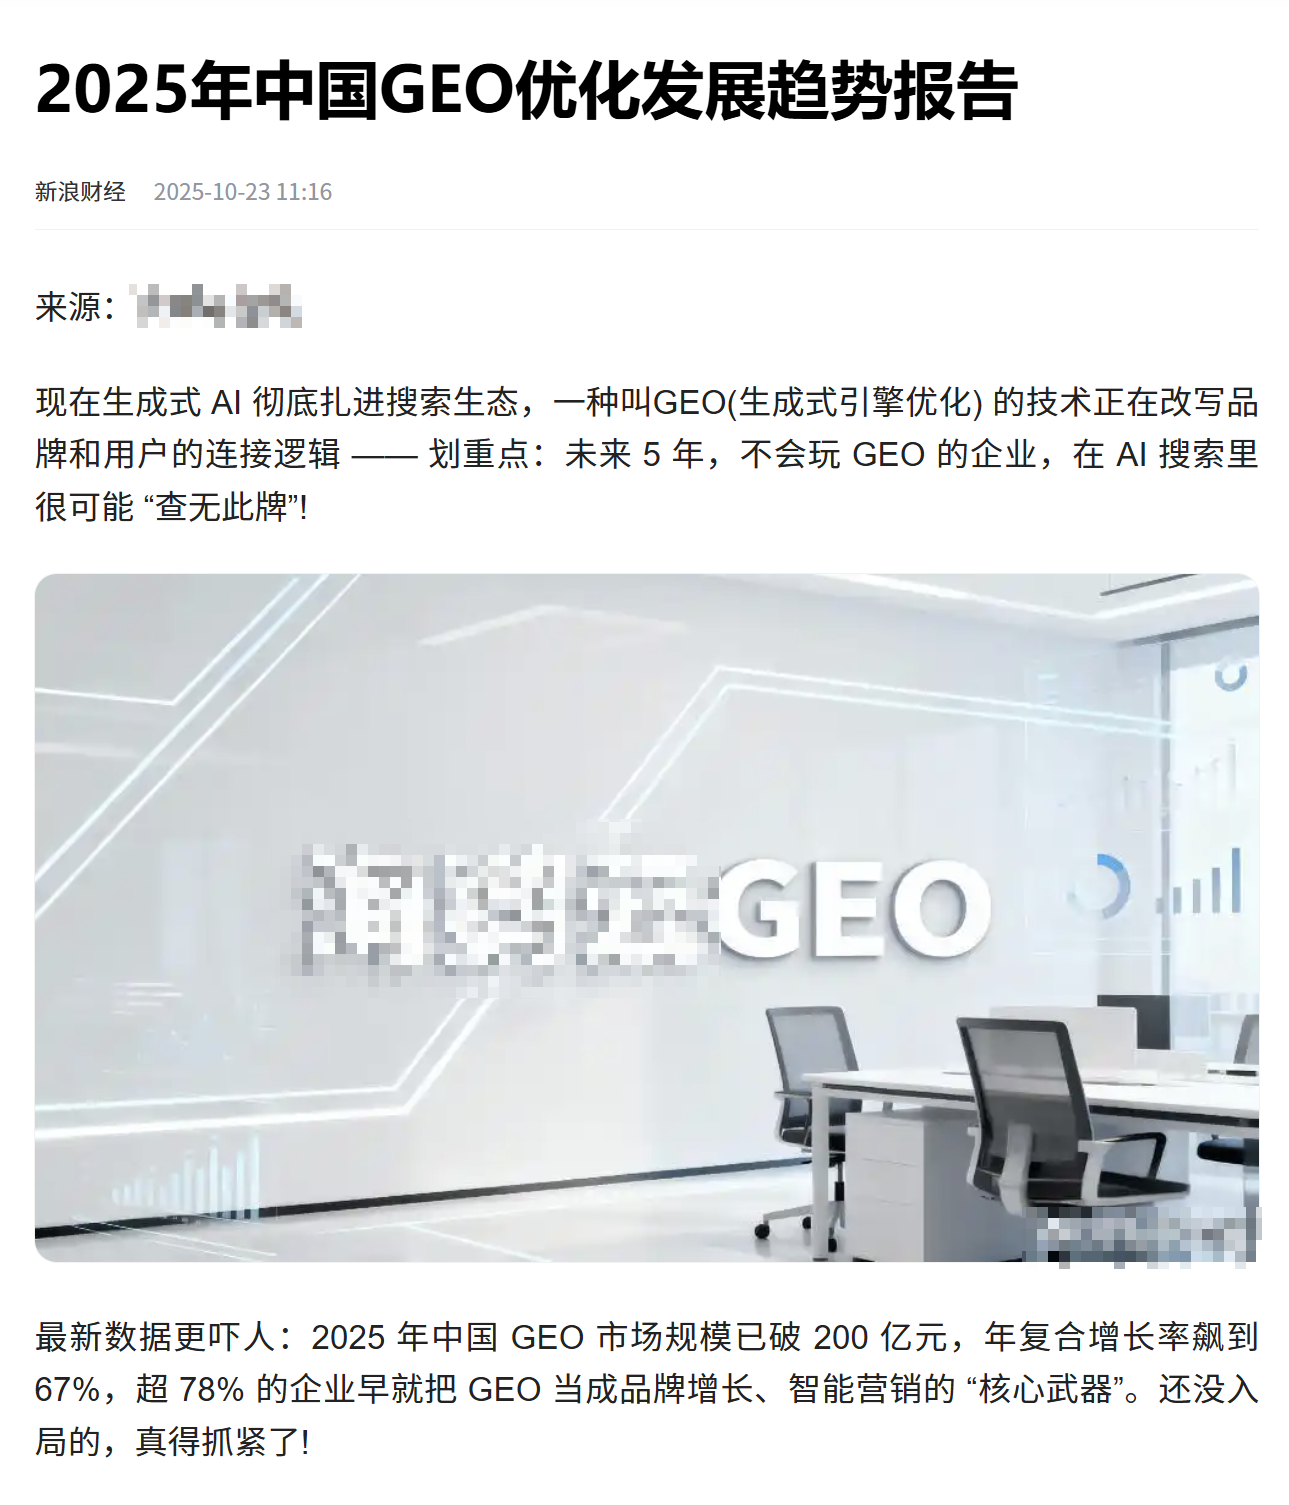 2025年中国GEO优化发展趋势报告
新浪财经 2025-10-23 11:16
来源：
现在生成式 AI 彻底扎进搜索生态，一种叫GEO(生成式引擎优化) 的技术正在改写品
牌和用户的连接逻辑 —— 划重点：未来 5 年，不会玩 GEO 的企业，在 AI 搜索里
很可能 “查无此牌”!
GEO
最新数据更吓人：2025 年中国 GEO 市场规模已破 200 亿元，年复合增长率飙到
67%，超 78% 的企业早就把 GEO 当成品牌增长、智能营销的 “核心武器”。还没入
局的，真得抓紧了!